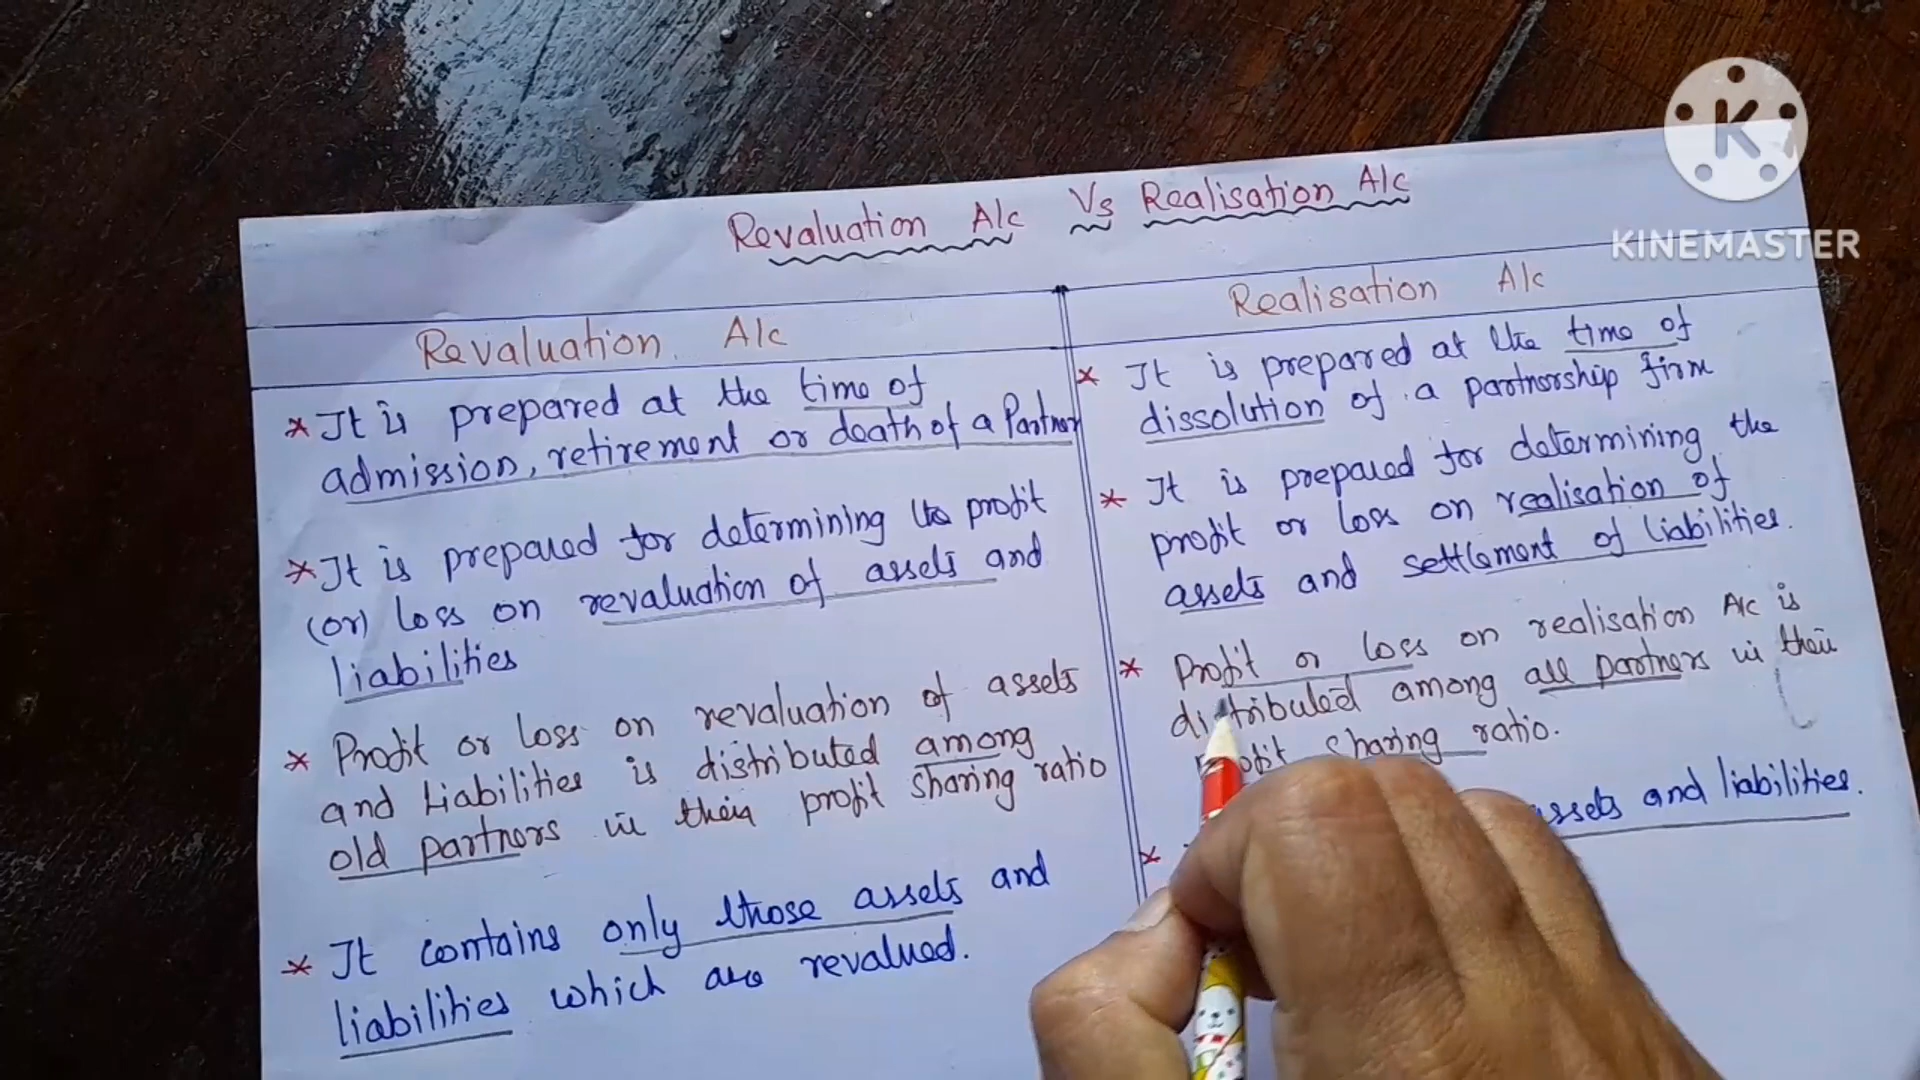 K
KINEMASTER
Revaluation A/c Vs Realisation A/c
Revaluation A/c
* It is prepared at the time of
admission, retirement or death of a Partner
* It is prepared for determining the profit
(or) loss on revaluation of assets and
liabilities
* Profit or loss on revaluation of assets
and Liabilities is distributed among
old partners in their profit sharing ratio
* It contains only those assets and
liabilities which are revalued.
Realisation A/c
* It is prepared at the time of
dissolution of a partnership firm
* It is prepared for determining the
profit or loss on realisation of
assets and settlement of liabilities.
* Profit or loss on realisation A/c is
distributed among all partners in their
profit sharing ratio.
* assets and liabilities.